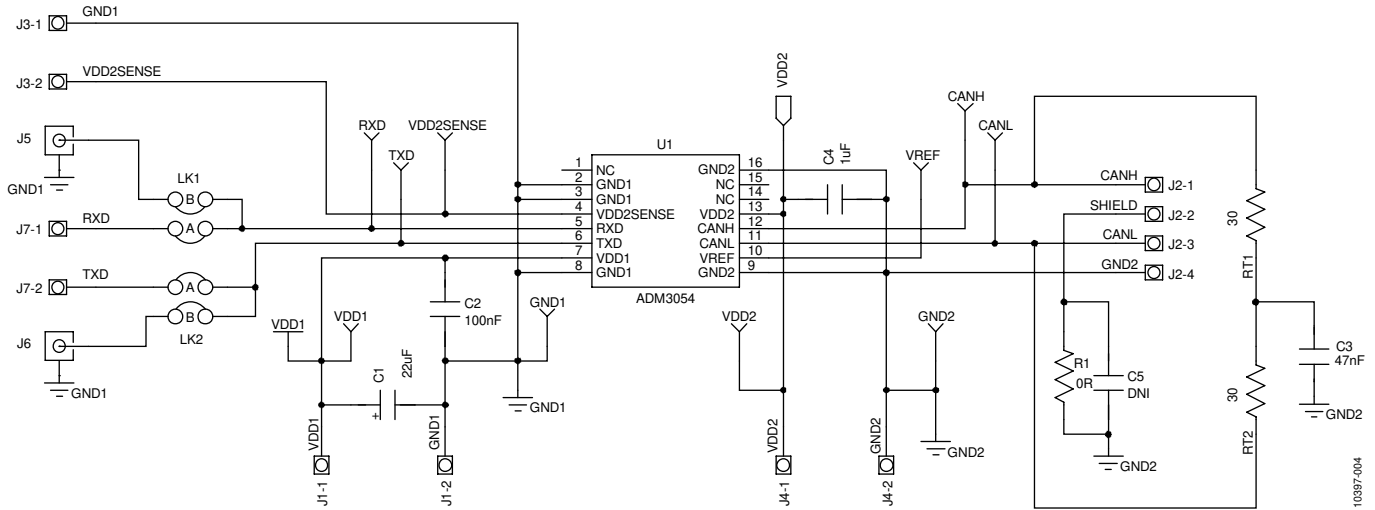 J3-1
GND1
J3-2
VDD2SENSE
J5
GND1
LK1
B
J7-1
RXD
A
J7-2
TXD
A
B
LK2
J6
GND1
RXD
TXD
VDD2SENSE
VDD1
VDD1
C2
100nF
GND1
C1
22uF
+
GND1
VDD1
GND1
J1-1
J1-2
U1
1
NC
2
GND1
3
GND1
4
VDD2SENSE
5
RXD
6
TXD
7
VDD1
8
GND1
GND2
16
NC
15
NC
14
VDD2
13
CANH
12
CANL
11
VREF
10
GND2
9
ADM3054
VDD2
C4
1uF
VREF
CANH
CANL
VDD2
GND2
GND2
VDD2
GND2
J4-1
J4-2
CANH
J2-1
SHIELD
J2-2
CANL
J2-3
GND2
J2-4
R1
0R
C5
DNI
GND2
30
RT1
30
RT2
C3
47nF
GND2
10397-004